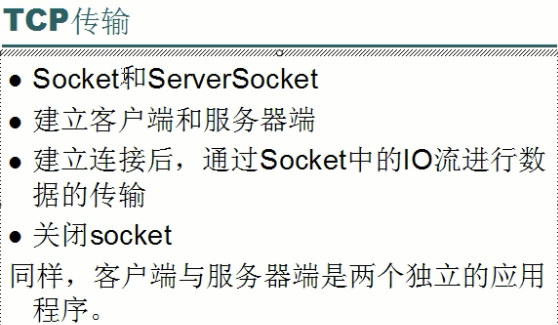 TCP传输
● Socket和ServerSocket
● 建立客户端和服务器端
● 建立连接后，通过Socket中的IO流进行数
据的传输
● 关闭socket
同样，客户端与服务器端是两个独立的应用
程序。